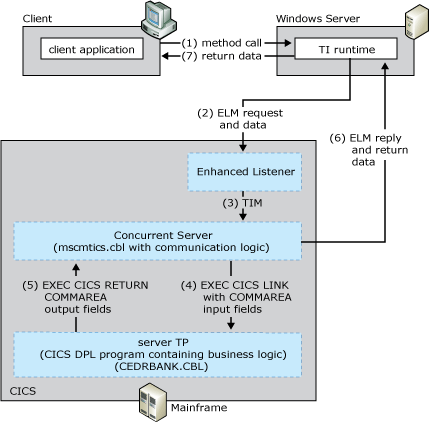 Client
Windows Server
client application
(1) method call
(7) return data
TI runtime
(2) ELM request
and data
(6) ELM reply
and return
data
Enhanced Listener
(3) TIM
Concurrent Server
(mscmtics.cbl with communication logic)
(5) EXEC CICS RETURN
COMMAREA
output fields
(4) EXEC CICS LINK
with COMMAREA
input fields
server TP
(CICS DPL program containing business logic)
(CEDRBANK.CBL)
CICS
Mainframe